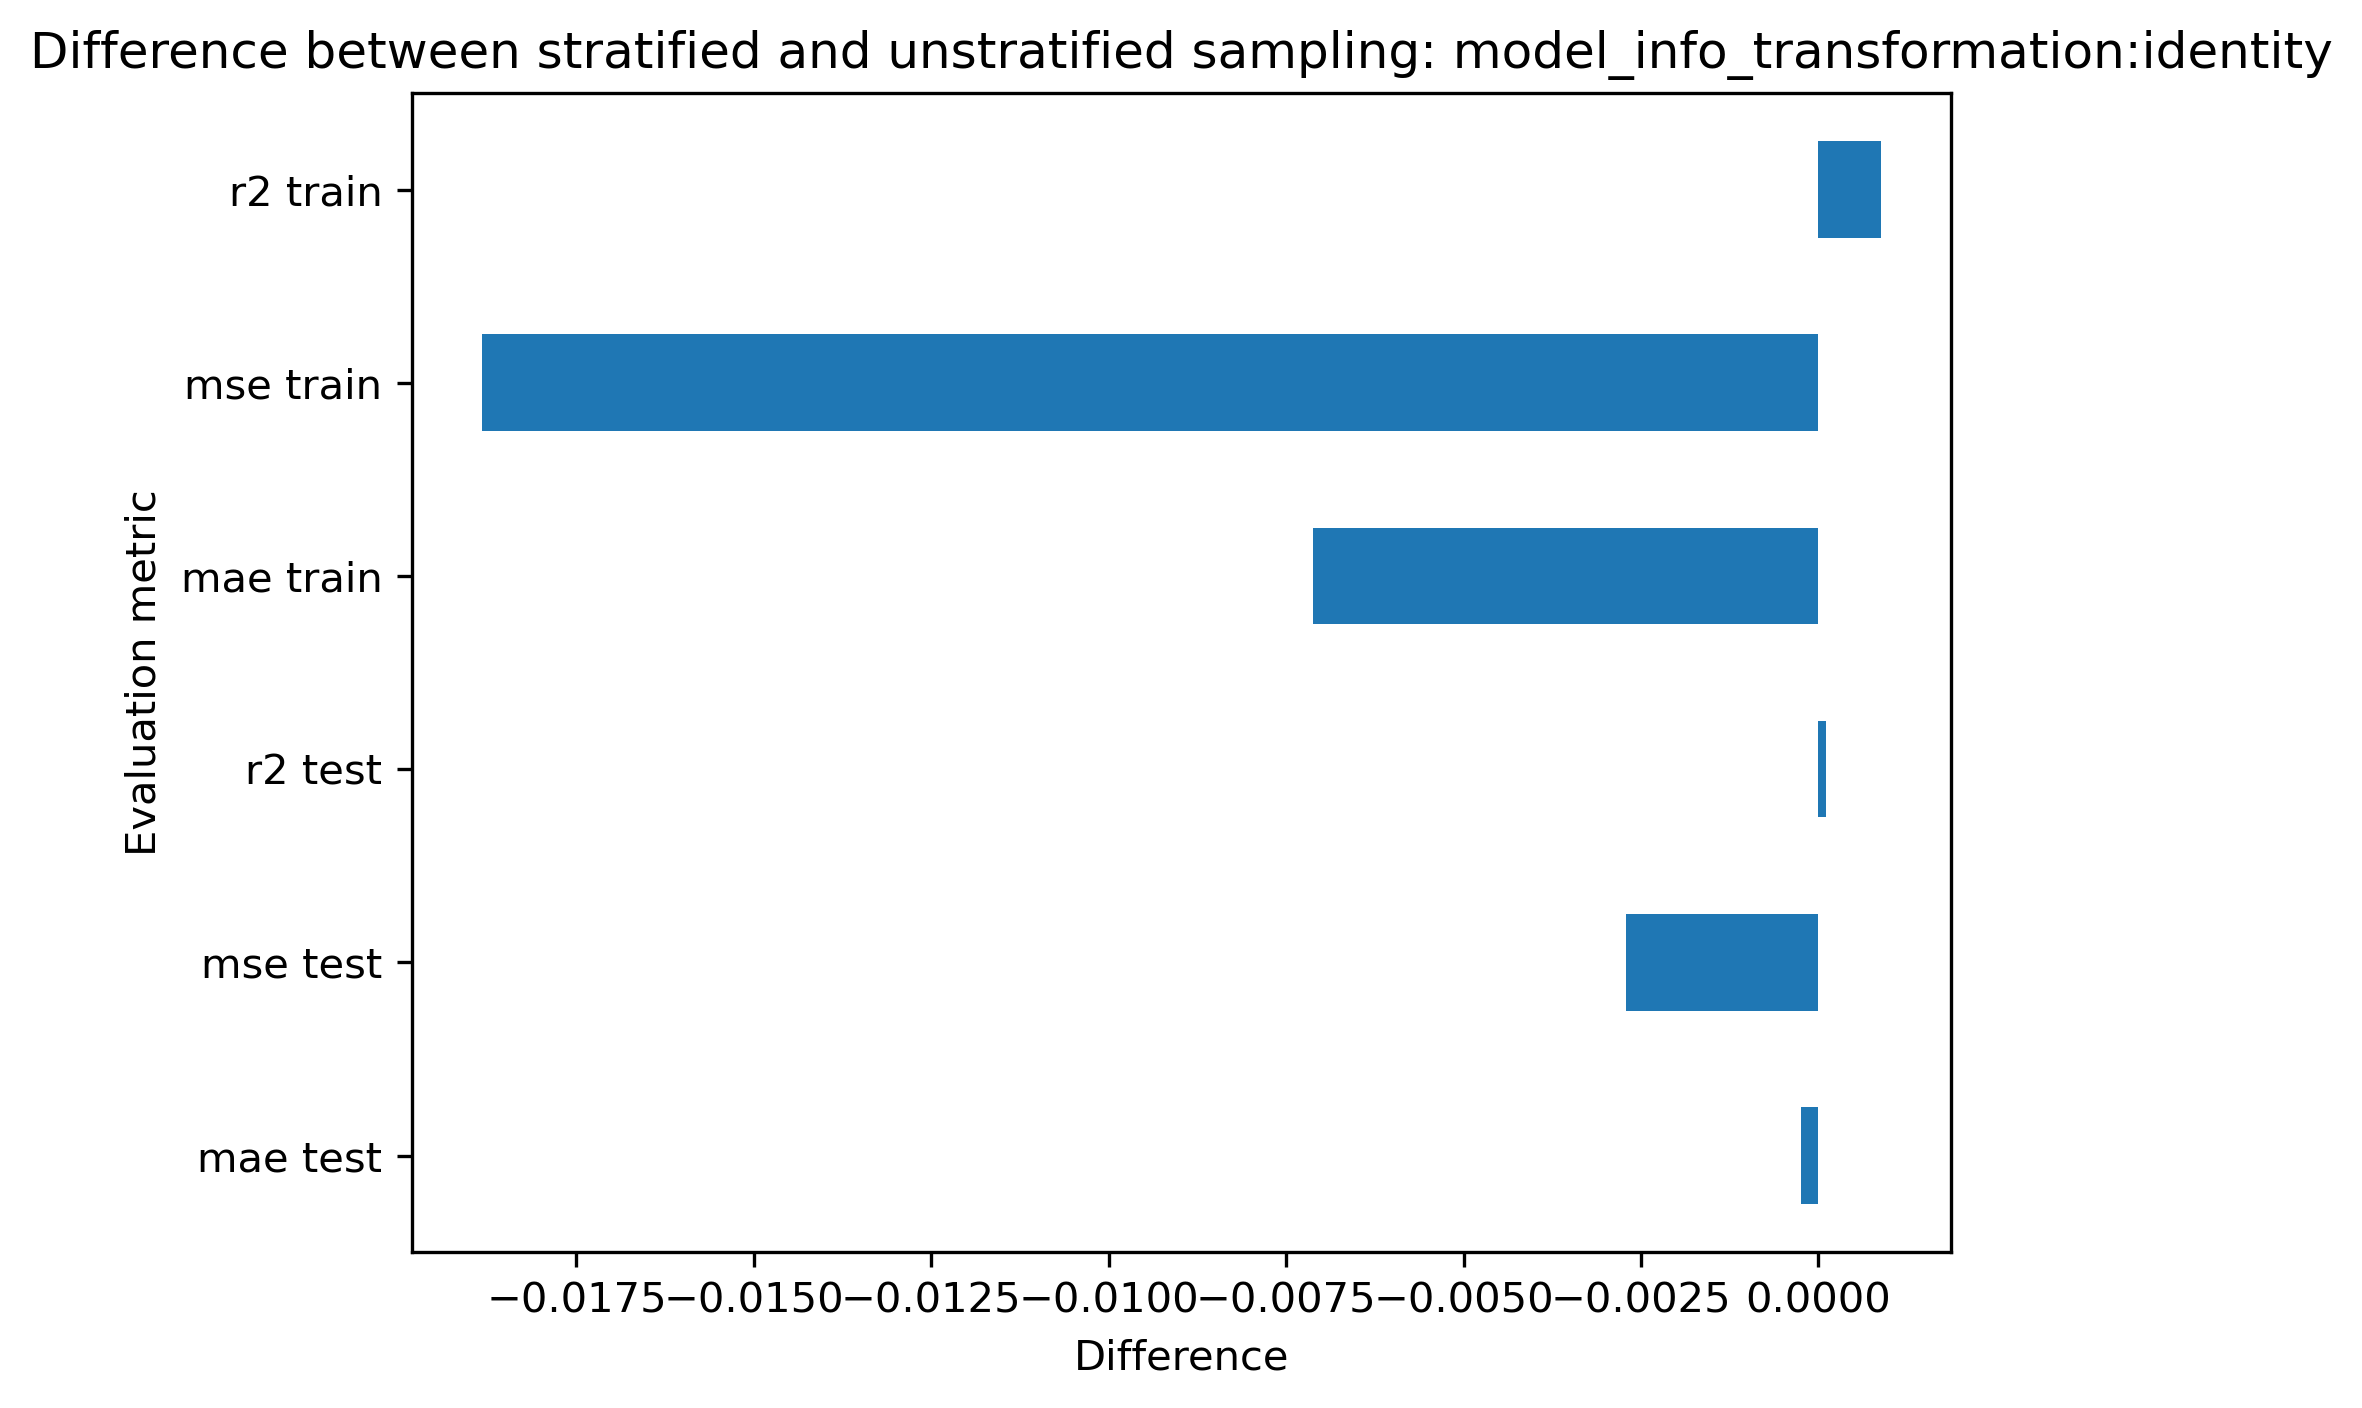 Difference between stratified and unstratified sampling: model_info_transformation:identity
r2 train
mse train
mae train
r2 test
mse test
mae test
Evaluation metric
−0.0175−0.0150−0.0125−0.0100−0.0075−0.0050−0.0025 0.0000
Difference